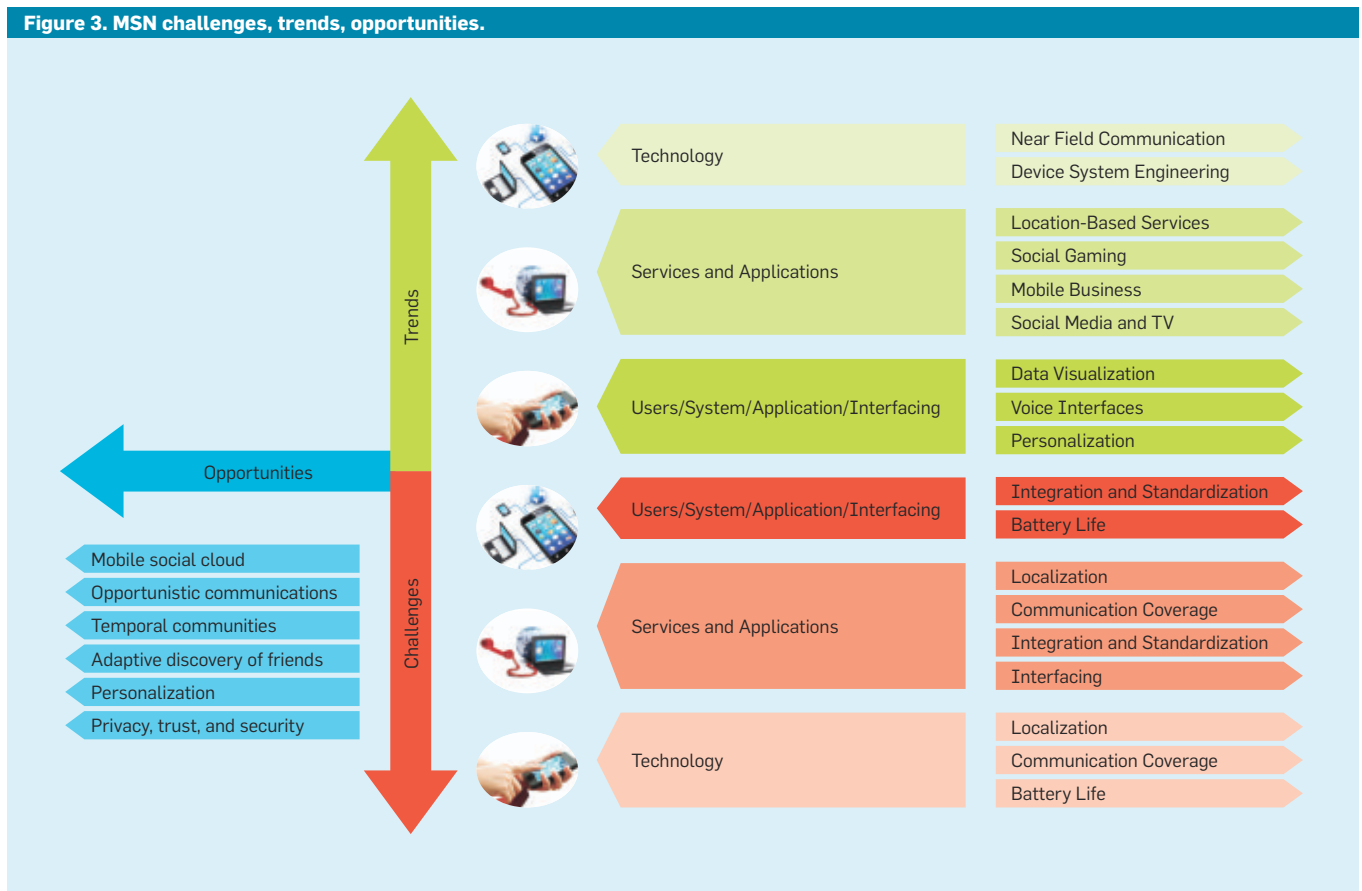 Figure 3. MSN challenges, trends, opportunities.
Trends
Technology
Near Field Communication
Device System Engineering
Services and Applications
Location-Based Services
Social Gaming
Mobile Business
Social Media and TV
Users/System/Application/Interfacing
Data Visualization
Voice Interfaces
Personalization
Opportunities
Mobile social cloud
Opportunistic communications
Temporal communities
Adaptive discovery of friends
Personalization
Privacy, trust, and security
Challenges
Users/System/Application/Interfacing
Integration and Standardization
Battery Life
Services and Applications
Localization
Communication Coverage
Integration and Standardization
Interfacing
Technology
Localization
Communication Coverage
Battery Life